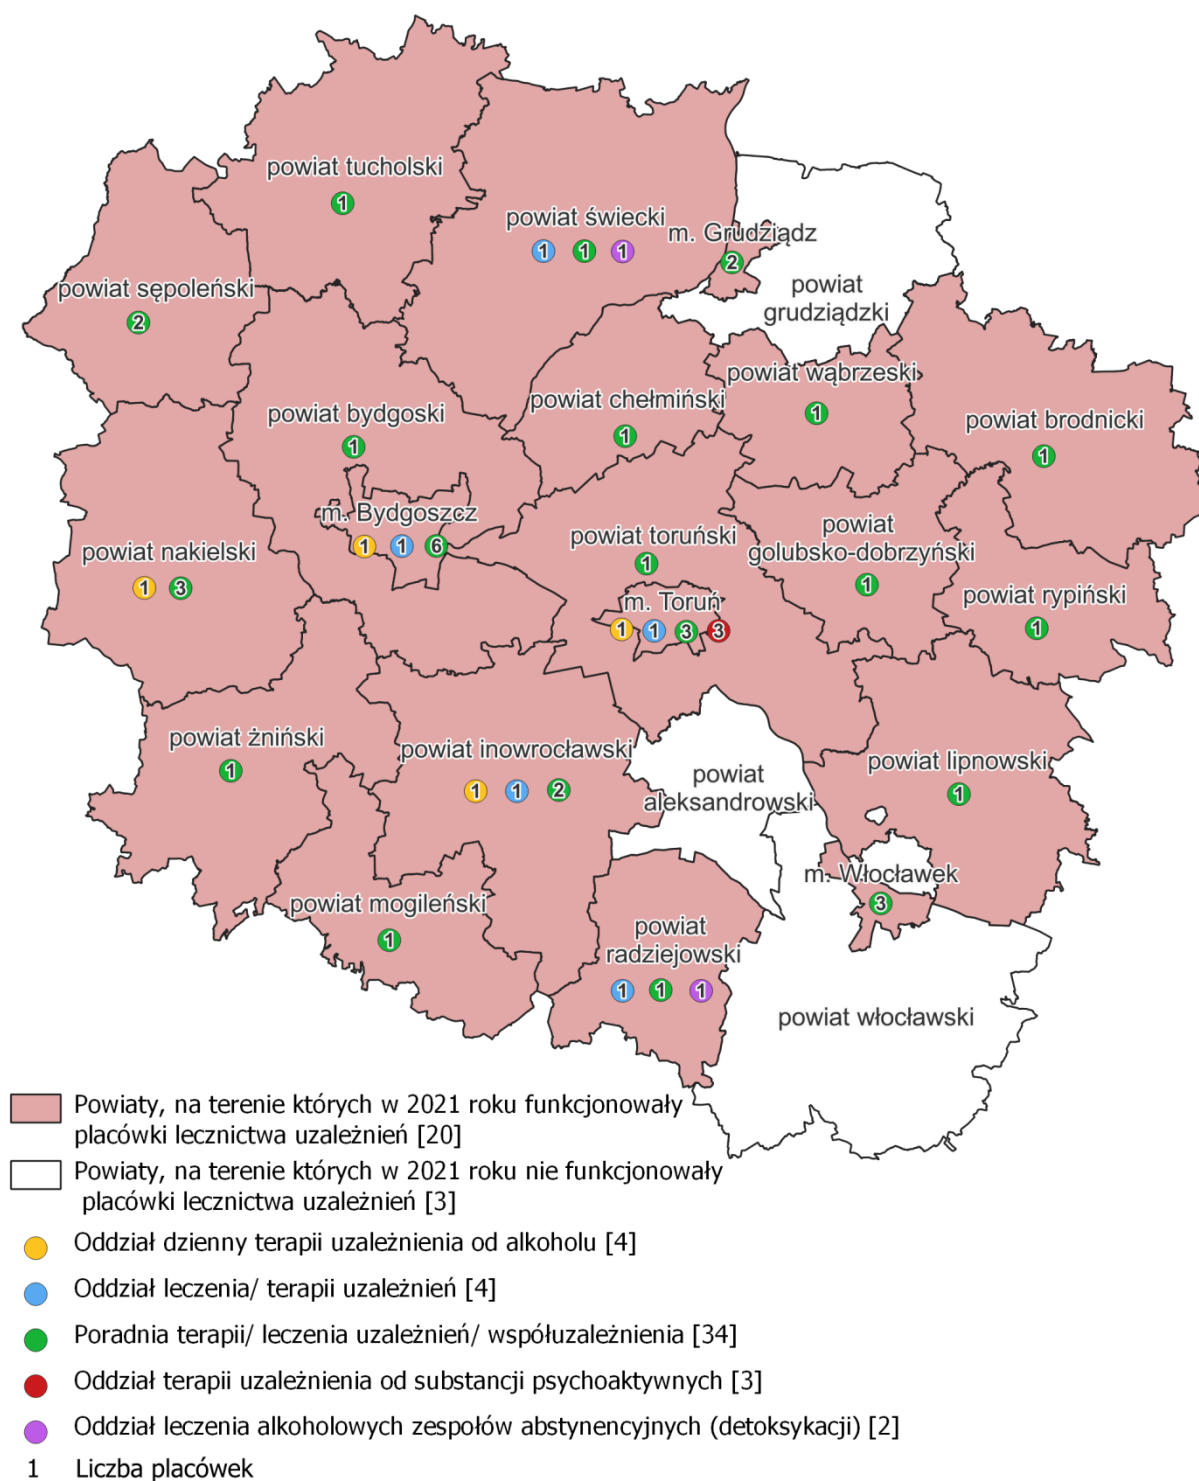 powiat tucholski
1
powiat świecki
1 1 1
m. Grudziądz
2
powiat
grudziądzki
powiat sępoleński
2
powiat bydgoski
1
powiat chełmiński
1
powiat wąbrzeski
1
powiat brodnicki
1
m. Bydgoszcz
1 1 6
powiat nakielski
1 3
powiat toruński
1
powiat
golubsko-dobrzyński
1
m. Toruń
1 1 3 3
powiat rypiński
1
powiat żniński
1
powiat inowrocławski
1 1 2
powiat
aleksandrowski
powiat lipnowski
1
m. Włocławek
3
powiat mogileński
1
powiat
radziejowski
1 1 1
powiat włocławski
Powiaty, na terenie których w 2021 roku funkcjonowały
placówki lecznictwa uzależnień [20]
Powiaty, na terenie których w 2021 roku nie funkcjonowały
placówki lecznictwa uzależnień [3]
Oddział dzienny terapii uzależnienia od alkoholu [4]
Oddział leczenia/ terapii uzależnień [4]
Poradnia terapii/ leczenia uzależnień/ współuzależnienia [34]
Oddział terapii uzależnienia od substancji psychoaktywnych [3]
Oddział leczenia alkoholowych zespołów abstynencyjnych (detoksykacji) [2]
1 Liczba placówek